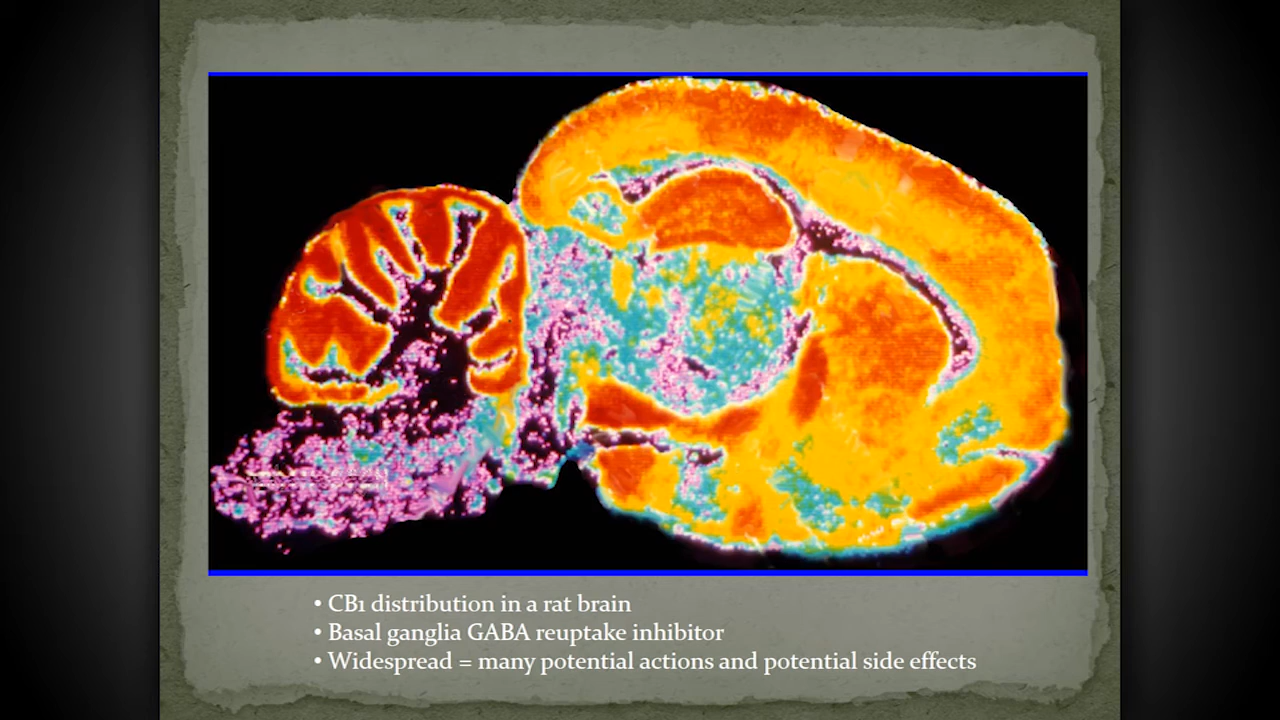 • CB1 distribution in a rat brain
• Basal ganglia GABA reuptake inhibitor
• Widespread = many potential actions and potential side effects